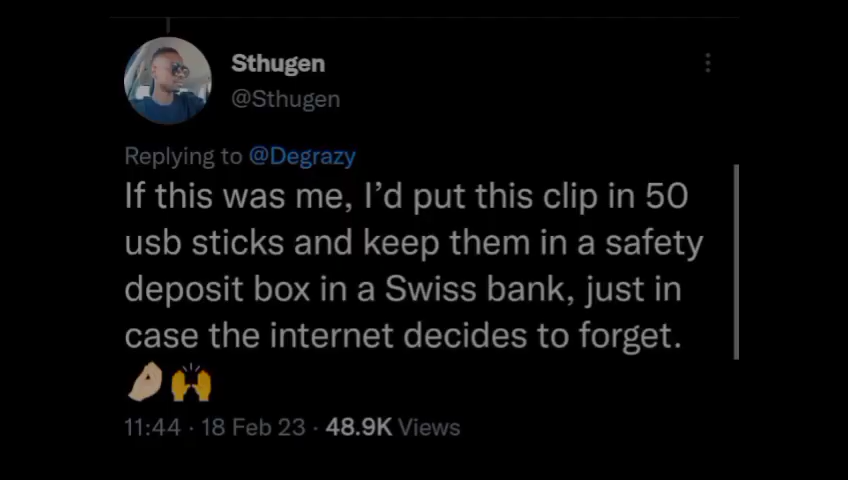 Sthugen
@Sthugen
Replying to @Degrazy
If this was me, I’d put this clip in 50
usb sticks and keep them in a safety
deposit box in a Swiss bank, just in
case the internet decides to forget.
🤌🏼🙌
11:44 · 18 Feb 23 · 48.9K Views